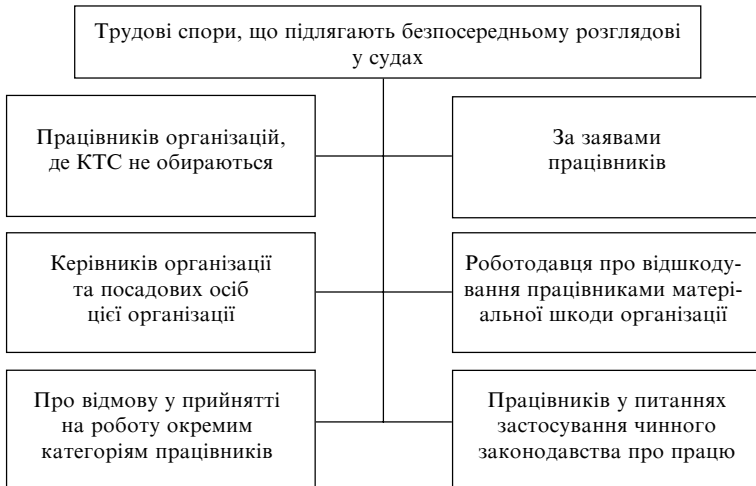 Трудові спори, що підлягають безпосередньому розглядові
у судах
Працівників організацій,
де КТС не обираються
За заявами
працівників
Керівників організації
та посадових осіб
цієї організації
Роботодавця про відшкоду-
вання працівниками матері-
альної шкоди організації
Про відмову у прийнятті
на роботу окремим
категоріям працівників
Працівників у питаннях
застосування чинного
законодавства про працю